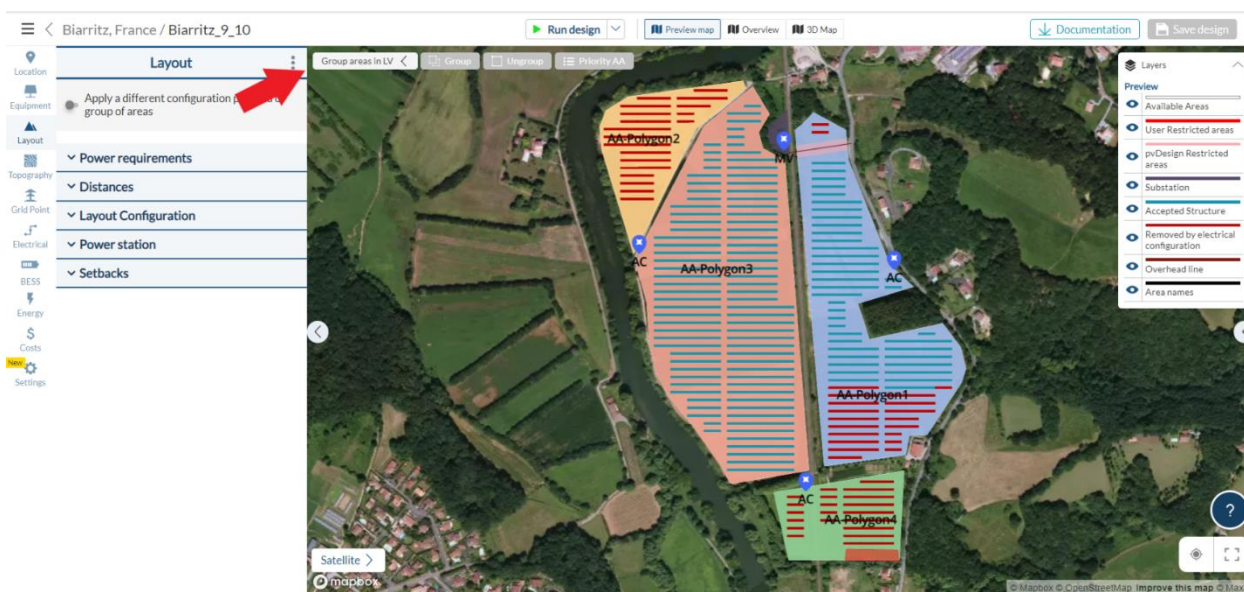 Biarritz, France / Biarritz_9_10
Run design
Preview map
Overview
3D Map
Documentation
Save design
Location
Equipment
Layout
Topography
Grid Point
Electrical
BESS
Energy
Costs
New
Settings
Layout
Apply a different configuration
group of areas
Power requirements
Distances
Layout Configuration
Power station
Setbacks
Group areas in LV
Group
Ungroup
Priority AA
AA-Polygon2
MV
AC
AA-Polygon3
AC
AA-Polygon1
AC
AA-Polygon4
Layers
Preview
Available Areas
User Restricted areas
pvDesign Restricted
areas
Substation
Accepted Structure
Removed by electrical
configuration
Overhead line
Area names
?
Satellite
mapbox
© Mapbox © OpenStreetMap Improve this map © Max